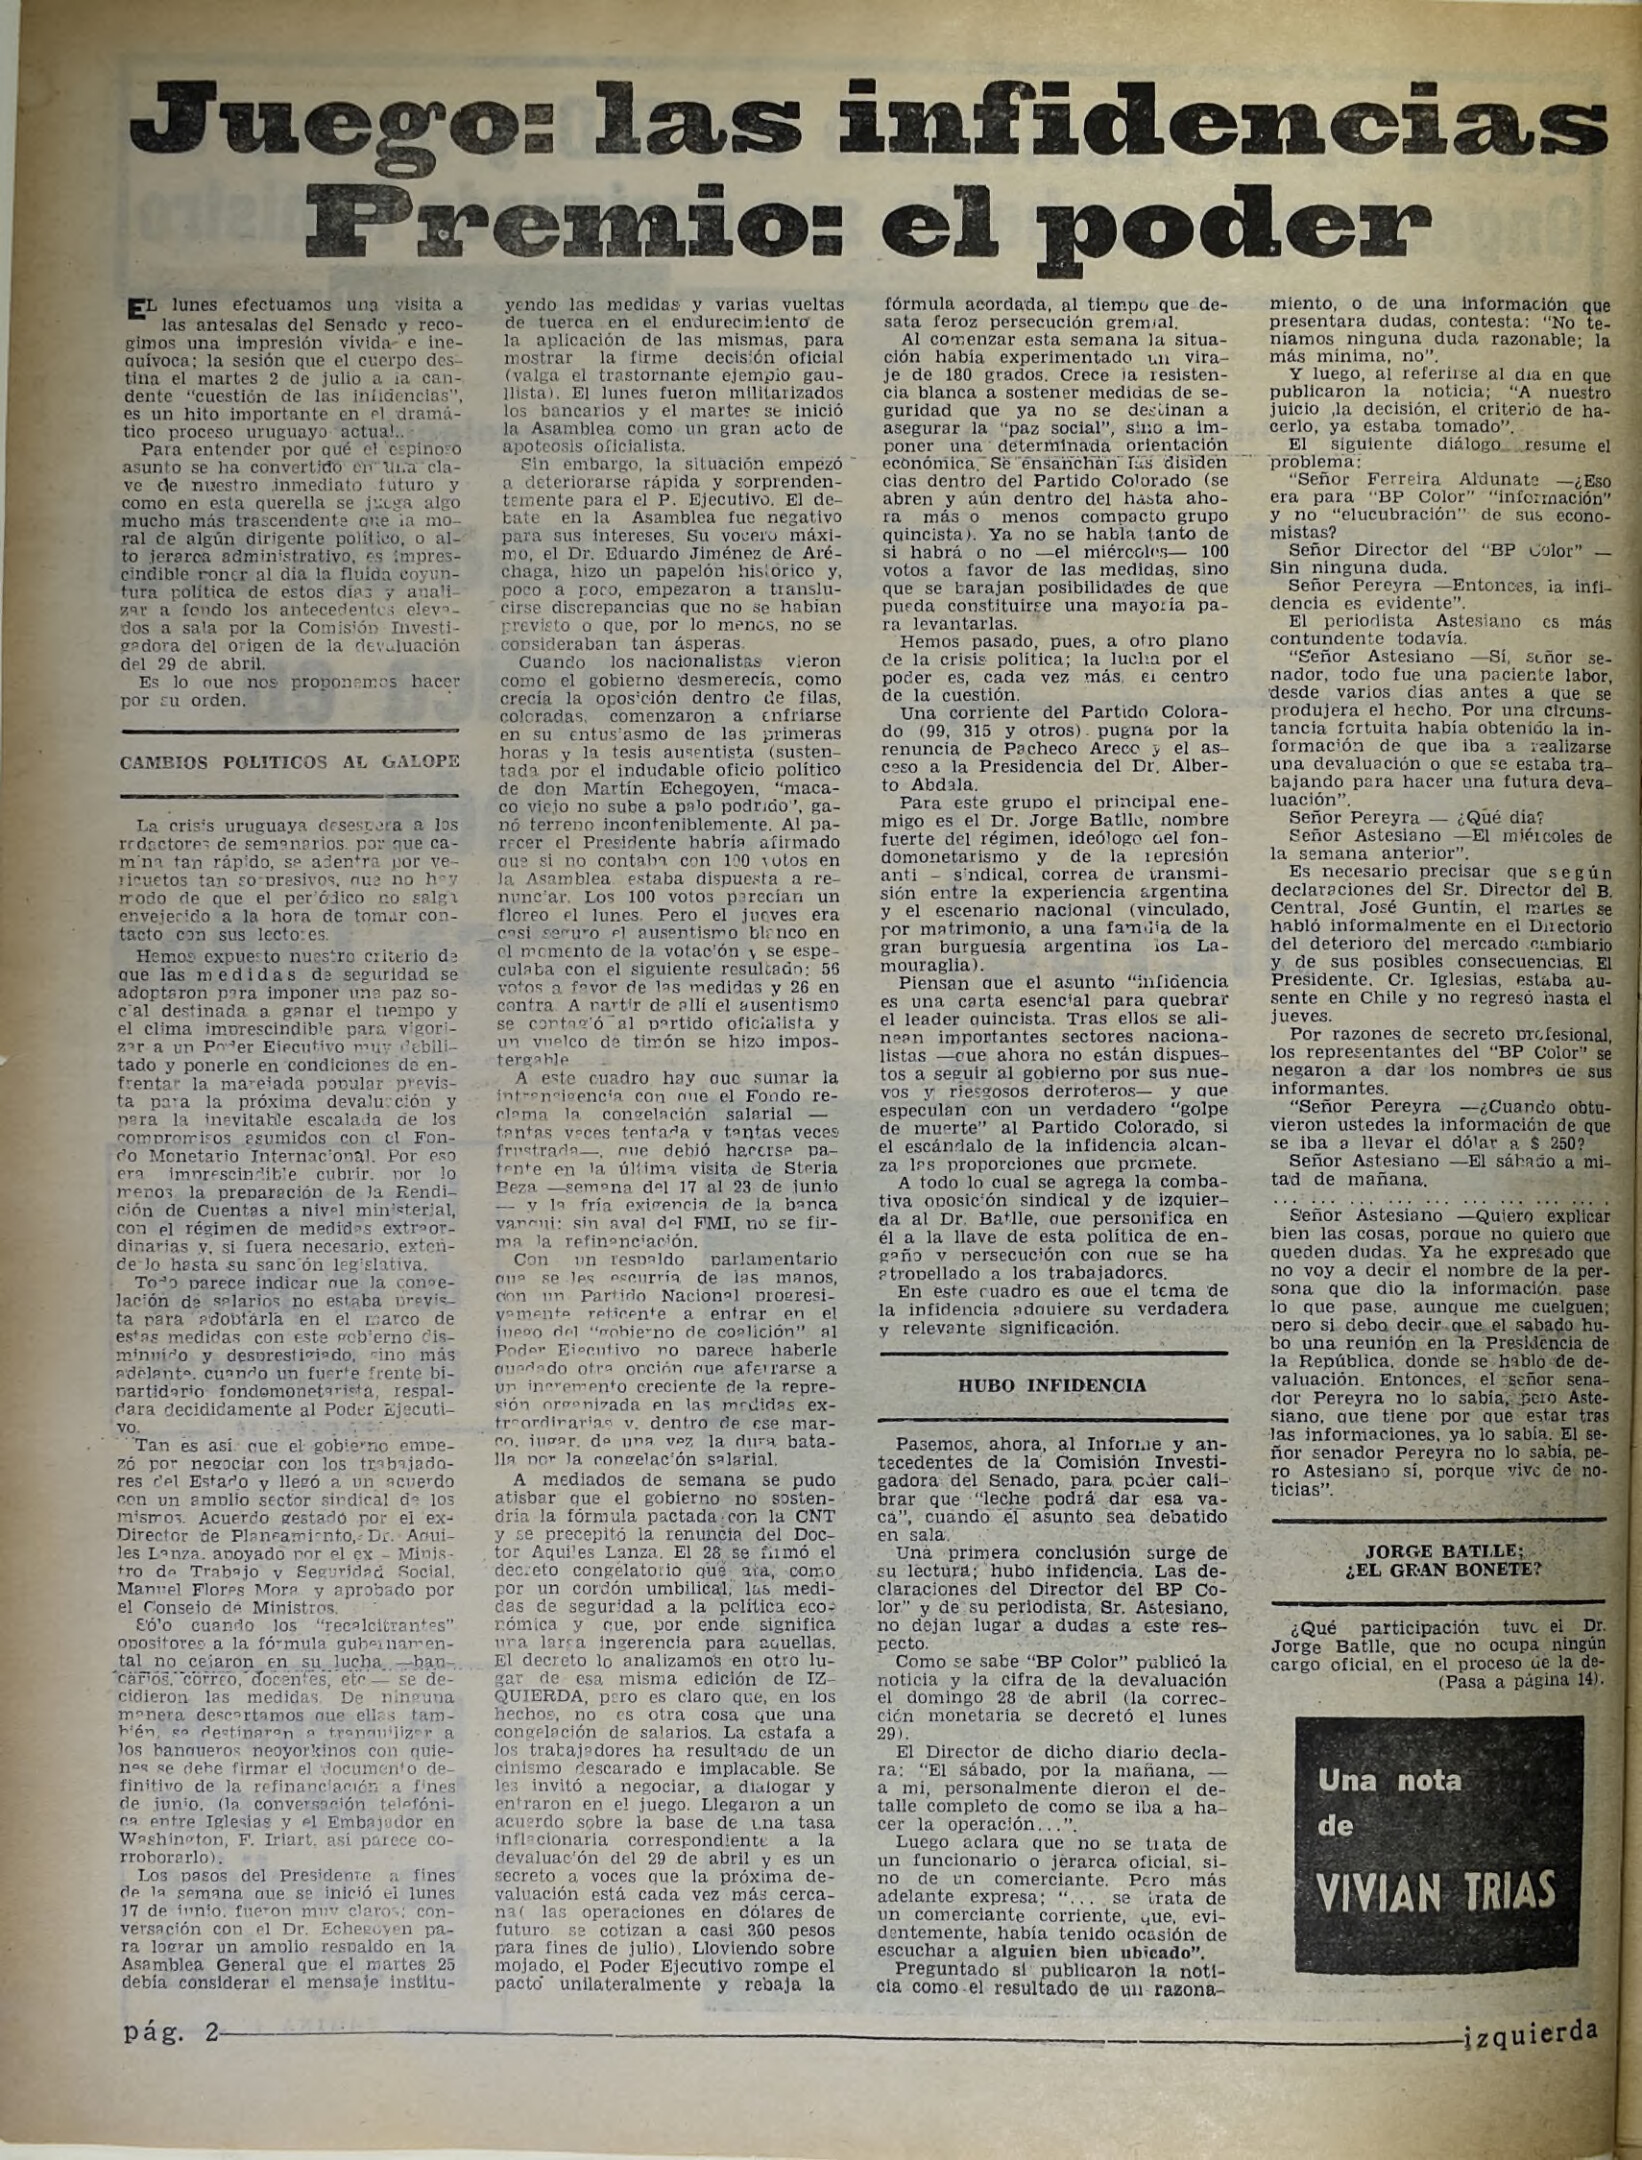 Juego: las infidencias
Premio: el poder
EL lunes efectuamos una visita a
las antesalas del Senado y reco-
gimos una impresión vívida e ine-
quívoca; la sesión que el cuerpo des-
tina el martes 2 de julio a la can-
dente "cuestión de las infidencias",
es un hito importante en el dramá-
tico proceso uruguayo actual..
Para entender por qué el espinoso
asunto se ha convertido en una cla-
ve de nuestro inmediato futuro y
como en esta querella se juega algo
mucho más trascendente que la mo-
ral de algún dirigente político, o al-
to jerarca administrativo, es impres-
cindible poner al día la fluida coyun-
tura política de estos días y anali-
zar a fondo los antecedentes eleva-
dos a sala por la Comisión Investi-
gadora del origen de la devaluación
del 29 de abril.
Es lo que nos proponemos hacer
por su orden.
CAMBIOS POLITICOS AL GALOPE
La crisis uruguaya desespera a los
redactores de semanarios, por que ca-
mina tan rápido, se adentra por ve-
ricuetos tan sorpresivos, que no hay
modo de que el periódico no salga
envejecido a la hora de tomar con-
tacto con sus lectores.
Hemos expuesto nuestro criterio de
que las medidas de seguridad se
adoptaron para imponer una paz so-
cial destinada a ganar el tiempo y
el clima imprescindible para vigori-
zar a un Poder Ejecutivo muy debili-
tado y ponerle en condiciones de en-
frentar la marejada popular previs-
ta para la próxima devaluación y
para la inevitable escalada de los
compromisos asumidos con el Fon-
do Monetario Internacional. Por eso
era imprescindible cubrir, por lo
menos, la preparación de la Rendi-
ción de Cuentas a nivel ministerial,
con el régimen de medidas extraor-
dinarias y, si fuera necesario, exten-
derlo hasta su sanción legislativa.
Todo parece indicar que la conge-
lación de salarios no estaba previs-
ta para adoptarla en el marco de
estas medidas con este gobierno dis-
minuido y desprestigiado, sino más
adelante, cuando un fuerte frente bi-
partidario fondomonetarista, respal-
dara decididamente al Poder Ejecuti-
vo.
Tan es así que el gobierno empe-
zó por negociar con los trabajado-
res del Estado y llegó a un acuerdo
con un amplio sector sindical de los
mismos. Acuerdo gestado por el ex-
Director de Planeamiento, Dr. Aqui-
les Lanza, apoyado por el ex - Minis-
tro de Trabajo y Seguridad Social,
Manuel Flores Mora y aprobado por
el Consejo de Ministros.
Sólo cuando los "recalcitrantes"
opositores a la fórmula gubernamen-
tal no cejaron en su lucha —ban-
carios, correo, docentes, etc— se de-
cidieron las medidas. De ninguna
manera descartamos que ellas tam-
bién, se destinaron a tranquilizar a
los banqueros neoyorkinos con quie-
nes se debe firmar el documento de-
finitivo de la refinanciación a fines
de junio, (la conversación telefóni-
ca entre Iglesias y el Embajador en
Washington, F. Iriart, así parece co-
rroborarlo).
Los pasos del Presidente a fines
de la semana que se inició el lunes
17 de junio, fueron muy claros: con-
versación con el Dr. Echegoyen pa-
ra lograr un amplio respaldo en la
Asamblea General que el martes 25
debía considerar el mensaje institu-
yendo las medidas y varias vueltas
de tuerca en el endurecimiento de
la aplicación de las mismas, para
mostrar la firme decisión oficial
(valga el trastornante ejemplo gau-
llista). El lunes fueron militarizados
los bancarios y el martes se inició
la Asamblea como un gran acto de
apoteosis oficialista.
Sin embargo, la situación empezó
a deteriorarse rápida y sorprenden-
temente para el P. Ejecutivo. El de-
bate en la Asamblea fue negativo
para sus intereses. Su vocero máxi-
mo, el Dr. Eduardo Jiménez de Aré-
chaga, hizo un papelón histórico y,
poco a poco, empezaron a translu-
cirse discrepancias que no se habían
previsto o que, por lo menos, no se
consideraban tan ásperas.
Cuando los nacionalistas vieron
como el gobierno desmerecía, como
crecía la oposición dentro de filas,
coloradas, comenzaron a enfriarse
en su entusiasmo de las primeras
horas y la tesis ausentista (susten-
tada por el indudable oficio político
de don Martín Echegoyen, "maca-
co viejo no sube a palo podrido", ga-
nó terreno inconteniblemente. Al pa-
recer el Presidente habría afirmado
que si no contaba con 100 votos en
la Asamblea estaba dispuesta a re-
nunciar. Los 100 votos parecían un
floreo el lunes. Pero el jueves era
casi seguro el ausentismo blanco en
el momento de la votación y se espe-
culaba con el siguiente resultado: 56
votos a favor de las medidas y 26 en
contra. A partir de allí el ausentismo
se contagió al partido oficialista y
un vuelco de timón se hizo impos-
tergable
A este cuadro hay que sumar la
intransigencia con que el Fondo re-
clama la congelación salarial —
tantas veces tentada y tantas veces
frustrada—, que debió hacerse pa-
tente en la última visita de Steria
Beza —semana del 17 al 23 de junio
— y la fría exigencia de la banca
yanqui: sin aval del FMI, no se fir-
ma la refinanciación.
Con un respaldo parlamentario
que se les escurría de las manos,
con un Partido Nacional progresi-
vamente reticente a entrar en el
juego del "gobierno de coalición" al
Poder Ejecutivo no parece haberle
quedado otra opción que aferrarse a
un incremento creciente de la repre-
sión organizada en las medidas ex-
traordinarias y, dentro de ese mar-
co, jugar, de una vez la dura bata-
lla por la congelación salarial.
A mediados de semana se pudo
atisbar que el gobierno no sosten-
dría la fórmula pactada con la CNT
y se precepitó la renuncia del Doc-
tor Aquiles Lanza. El 28 se firmó el
decreto congelatorio que ata, como
por un cordón umbilical, las medi-
das de seguridad a la política eco-
nómica y que, por ende significa
una larga ingerencia para aquellas.
El decreto lo analizamos en otro lu-
gar de esa misma edición de IZ-
QUIERDA, pero es claro que, en los
hechos, no es otra cosa que una
congelación de salarios. La estafa a
los trabajadores ha resultado de un
cinismo descarado e implacable. Se
les invitó a negociar, a dialogar y
entraron en el juego. Llegaron a un
acuerdo sobre la base de una tasa
inflacionaria correspondiente a la
devaluación del 29 de abril y es un
secreto a voces que la próxima de-
valuación está cada vez más cerca-
na( las operaciones en dólares de
futuro se cotizan a casi 300 pesos
para fines de julio). Lloviendo sobre
mojado, el Poder Ejecutivo rompe el
pacto unilateralmente y rebaja la
fórmula acordada, al tiempo que de-
sata feroz persecución gremial.
Al comenzar esta semana la situa-
ción había experimentado un vira-
je de 180 grados. Crece la resisten-
cia blanca a sostener medidas de se-
guridad que ya no se destinan a
asegurar la "paz social", sino a im-
poner una determinada orientación
económica. Se ensanchan las disiden
cias dentro del Partido Colorado (se
abren y aún dentro del hasta aho-
ra más o menos compacto grupo
quincista). Ya no se habla tanto de
si habrá o no —el miércoles— 100
votos a favor de las medidas, sino
que se barajan posibilidades de que
pueda constituirse una mayoría pa-
ra levantarlas.
Hemos pasado, pues, a otro plano
de la crisis política; la lucha por el
poder es, cada vez más, el centro
de la cuestión.
Una corriente del Partido Colora-
do (99, 315 y otros) pugna por la
renuncia de Pacheco Areco y el as-
ceso a la Presidencia del Dr. Alber-
to Abdala.
Para este grupo el principal ene-
migo es el Dr. Jorge Batlle, nombre
fuerte del régimen, ideólogo del fon-
domonetarismo y de la represión
anti - sindical, correa de transmi-
sión entre la experiencia argentina
y el escenario nacional (vinculado,
por matrimonio, a una familia de la
gran burguesía argentina los La-
mouraglia).
Piensan que el asunto "infidencia
es una carta esencial para quebrar
el leader quincista. Tras ellos se ali-
nean importantes sectores naciona-
listas —que ahora no están dispues-
tos a seguir al gobierno por sus nue-
vos y riesgosos derroteros— y que
especulan con un verdadero "golpe
de muerte" al Partido Colorado, si
el escándalo de la infidencia alcan-
za las proporciones que promete.
A todo lo cual se agrega la comba-
tiva oposición sindical y de izquier-
da al Dr. Batlle, que personifica en
él a la llave de esta política de en-
gaño y persecución con que se ha
atropellado a los trabajadores.
En este cuadro es que el tema de
la infidencia adquiere su verdadera
y relevante significación.
HUBO INFIDENCIA
Pasemos, ahora, al Informe y an-
tecedentes de la Comisión Investi-
gadora del Senado, para poder cali-
brar que "leche podrá dar esa va-
ca", cuando el asunto sea debatido
en sala.
Una primera conclusión surge de
su lectura; hubo infidencia. Las de-
claraciones del Director del BP Co-
lor" y de su periodista, Sr. Astesiano,
no dejan lugar a dudas a este res-
pecto.
Como se sabe "BP Color" publicó la
noticia y la cifra de la devaluación
el domingo 28 de abril (la correc-
ción monetaria se decretó el lunes
29).
El Director de dicho diario decla-
ra: "El sábado, por la mañana, —
a mi, personalmente dieron el de-
talle completo de como se iba a ha-
cer la operación...".
Luego aclara que no se trata de
un funcionario o jerarca oficial, si-
no de un comerciante. Pero más
adelante expresa; "... se trata de
un comerciante corriente, que, evi-
dentemente, había tenido ocasión de
escuchar a alguien bien ubicado".
Preguntado si publicaron la noti-
cia como el resultado de un razona-
miento, o de una información que
presentara dudas, contesta: "No te-
níamos ninguna duda razonable; la
más mínima, no".
Y luego, al referirse al día en que
publicaron la noticia; "A nuestro
juicio ,la decisión, el criterio de ha-
cerlo, ya estaba tomado".
El siguiente diálogo resume el
problema:
"Señor Ferreira Aldunate —¿Eso
era para "BP Color" "información"
y no "elucubración" de sus econo-
mistas?
Señor Director del "BP Color" —
Sin ninguna duda.
Señor Pereyra —Entonces, la infi-
dencia es evidente".
El periodista Astesiano es más
contundente todavía.
"Señor Astesiano —Sí, señor se-
nador, todo fue una paciente labor,
desde varios días antes a que se
produjera el hecho. Por una circuns-
tancia fortuita había obtenido la in-
formación de que iba a realizarse
una devaluación o que se estaba tra-
bajando para hacer una futura deva-
luación".
Señor Pereyra — ¿Qué día?
Señor Astesiano —El miércoles de
la semana anterior".
Es necesario precisar que según
declaraciones del Sr. Director del B.
Central, José Guntin, el martes se
habló informalmente en el Directorio
del deterioro del mercado cambiario
y de sus posibles consecuencias. El
Presidente, Cr. Iglesias, estaba au-
sente en Chile y no regresó hasta el
jueves.
Por razones de secreto profesional,
los representantes del "BP Color" se
negaron a dar los nombres de sus
informantes.
"Señor Pereyra —¿Cuando obtu-
vieron ustedes la información de que
se iba a llevar el dólar a $ 250?
Señor Astesiano —El sábado a mi-
tad de mañana.
... ... ... ... ... ... ... ... ...
Señor Astesiano —Quiero explicar
bien las cosas, porque no quiero que
queden dudas. Ya he expresado que
no voy a decir el nombre de la per-
sona que dio la información, pase
lo que pase, aunque me cuelguen;
pero si debo decir que el sabado hu-
bo una reunión en la Presidencia de
la República, donde se habló de de-
valuación. Entonces, el señor sena-
dor Pereyra no lo sabía, pero Aste-
siano, que tiene por que estar tras
las informaciones, ya lo sabía. El se-
ñor senador Pereyra no lo sabía, pe-
ro Astesiano sí, porque vive de no-
ticias".
JORGE BATLLE;
¿EL GRAN BONETE?
¿Qué participación tuvo el Dr.
Jorge Batlle, que no ocupa ningún
cargo oficial, en el proceso de la de-
(Pasa a página 14).
Una nota
de
VIVIAN TRIAS
pág. 2
izquierda